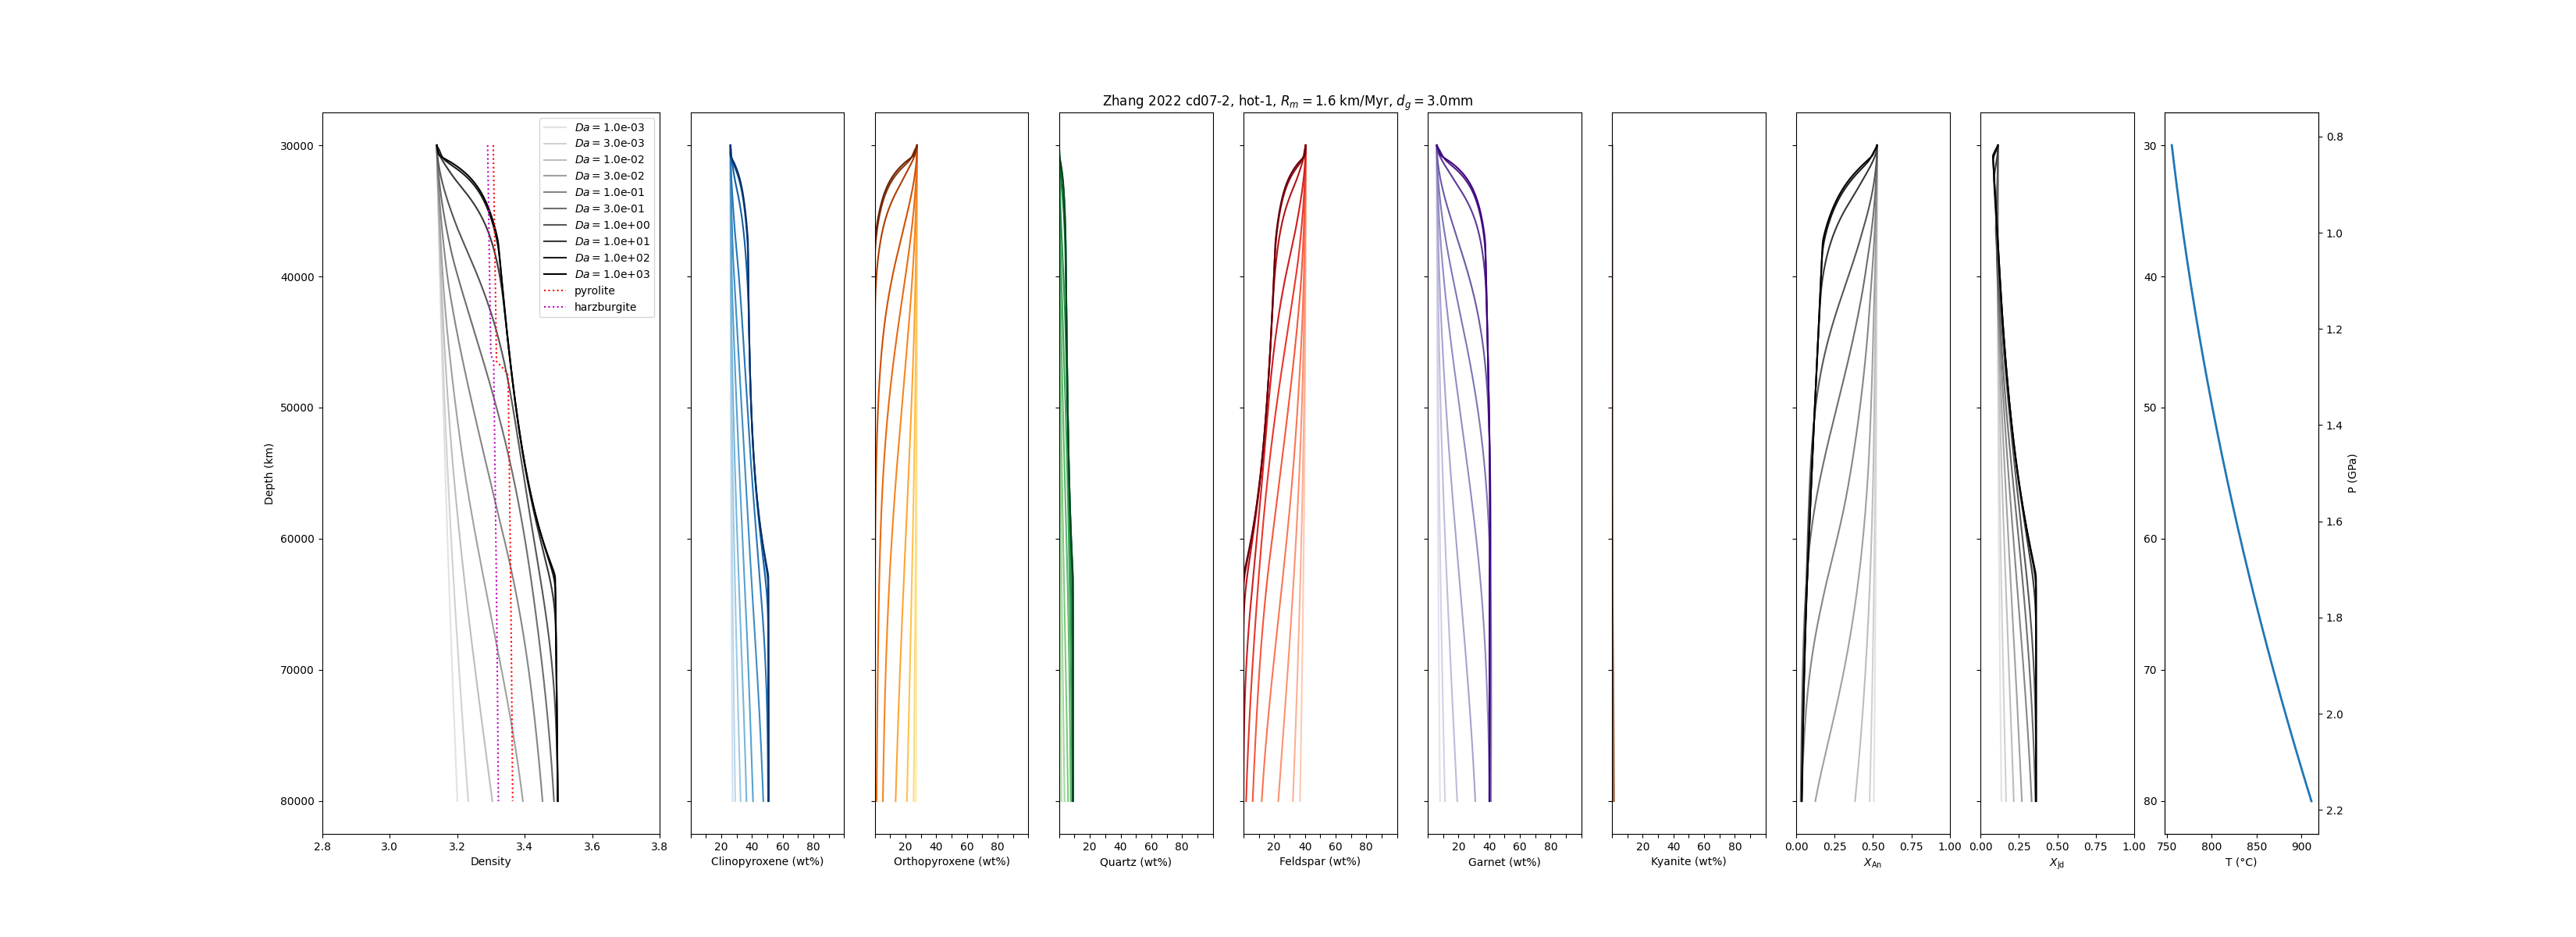 Zhang 2022 cd07-2, hot-1, R_m = 1.6 km/Myr, d_g = 3.0mm
Da = 1.0e-03
Da = 3.0e-03
Da = 1.0e-02
Da = 3.0e-02
Da = 1.0e-01
Da = 3.0e-01
Da = 1.0e+00
Da = 1.0e+01
Da = 1.0e+02
Da = 1.0e+03
pyrolite
harzburgite
Depth (km)
30000
40000
50000
60000
70000
80000
2.8 3.0 3.2 3.4 3.6 3.8
Density
20 40 60 80
Clinopyroxene (wt%)
20 40 60 80
Orthopyroxene (wt%)
20 40 60 80
Quartz (wt%)
20 40 60 80
Feldspar (wt%)
20 40 60 80
Garnet (wt%)
20 40 60 80
Kyanite (wt%)
0.00 0.25 0.50 0.75 1.00
X_An
0.00 0.25 0.50 0.75 1.00
X_Jd
30
40
50
60
70
80
750 800 850 900
T (°C)
0.8
1.0
1.2
1.4
1.6
1.8
2.0
2.2
P (GPa)